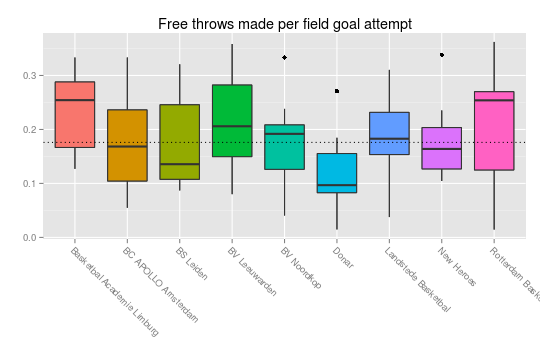 Free throws made per field goal attempt
0.3
0.2
0.1
0.0
Basketbal Academie Limburg
BC APOLLO Amsterdam
BS Leiden
BV Leeuwarden
BV Noordkop
Donar
Landstede Basketbal
New Heroes
Rotterdam